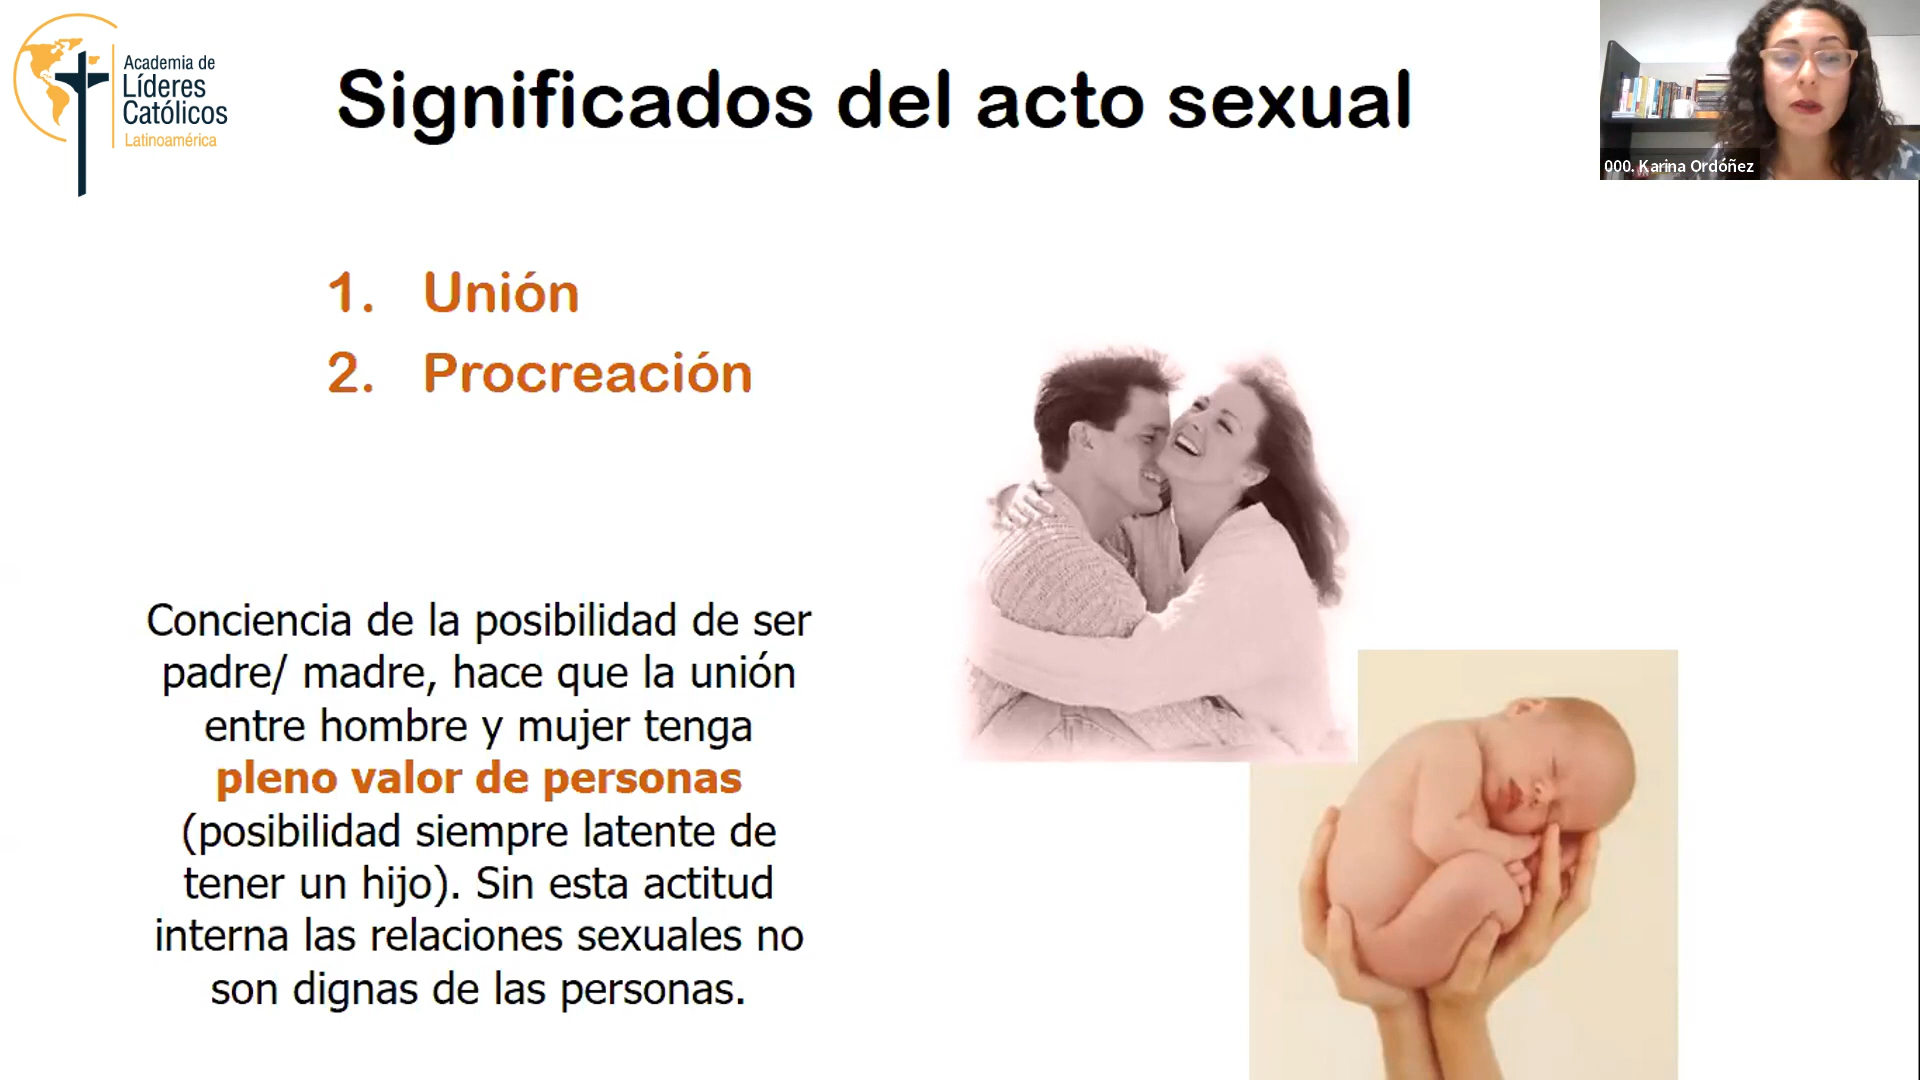 Academia de
Líderes
Católicos
Latinoamérica
Significados del acto sexual
000. Karina Ordóñez
1. Unión
2. Procreación
Conciencia de la posibilidad de ser
padre/ madre, hace que la unión
entre hombre y mujer tenga
pleno valor de personas
(posibilidad siempre latente de
tener un hijo). Sin esta actitud
interna las relaciones sexuales no
son dignas de las personas.